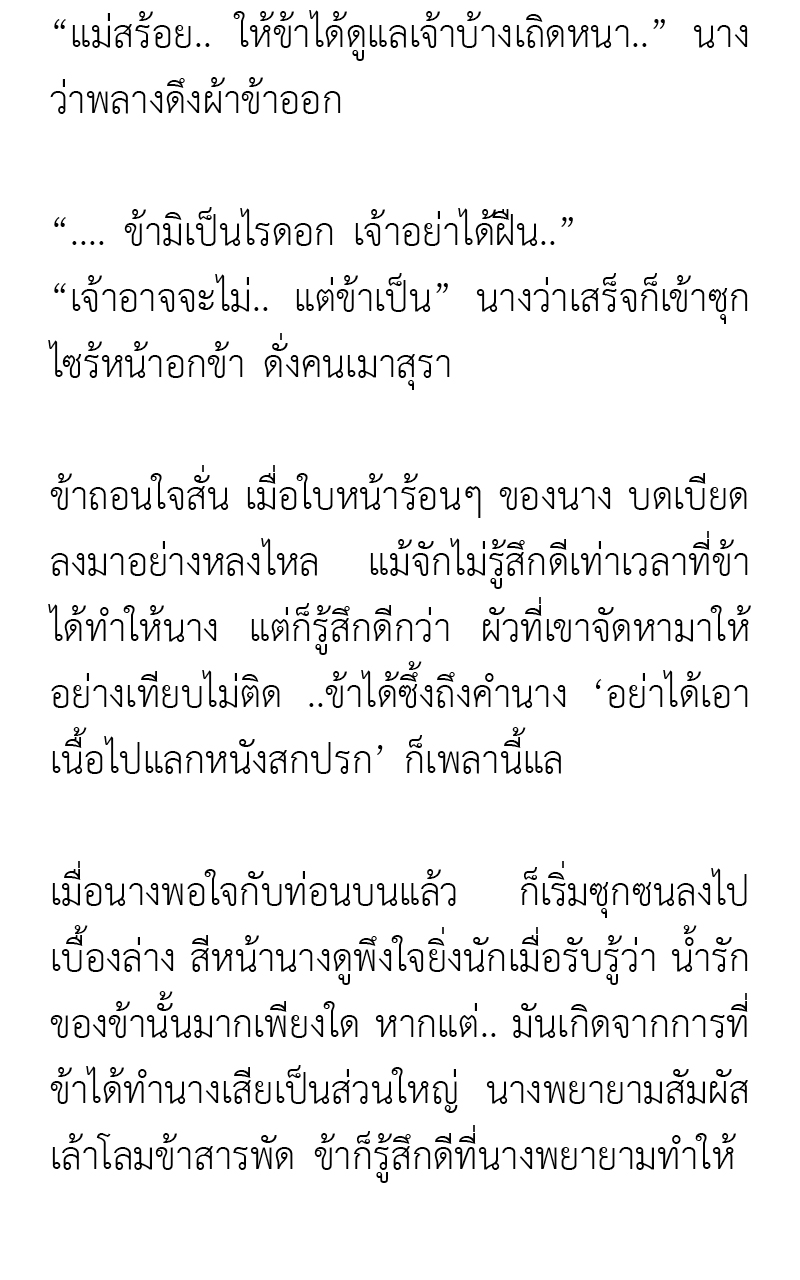 “แม่สร้อย.. ให้ข้าได้ดูแลเจ้าบ้างเถิดหนา..” นาง
ว่าพลางดึงผ้าข้าออก
“.... ข้ามิเป็นไรดอก เจ้าอย่าได้ฝืน..”
“เจ้าอาจจะไม่.. แต่ข้าเป็น” นางว่าเสร็จก็เข้าซุก
ไซร้หน้าอกข้า ดั่งคนเมาสุรา
ข้าถอนใจสั่น เมื่อใบหน้าร้อนๆ ของนาง บดเบียด
ลงมาอย่างหลงไหล แม้จักไม่รู้สึกดีเท่าเวลาที่ข้า
ได้ทำให้นาง แต่ก็รู้สึกดีกว่า ผัวที่เขาจัดหามาให้
อย่างเทียบไม่ติด ..ข้าได้ซึ้งถึงคำนาง ‘อย่าได้เอา
เนื้อไปแลกหนังสกปรก’ ก็เพลานี้แล
เมื่อนางพอใจกับท่อนบนแล้ว ก็เริ่มซุกซนลงไป
เบื้องล่าง สีหน้านางดูพึงใจยิ่งนักเมื่อรับรู้ว่า น้ำรัก
ของข้านั้นมากเพียงใด หากแต่.. มันเกิดจากการที่
ข้าได้ทำนางเสียเป็นส่วนใหญ่ นางพยายามสัมผัส
เล้าโลมข้าสารพัด ข้าก็รู้สึกดีที่นางพยายามทำให้